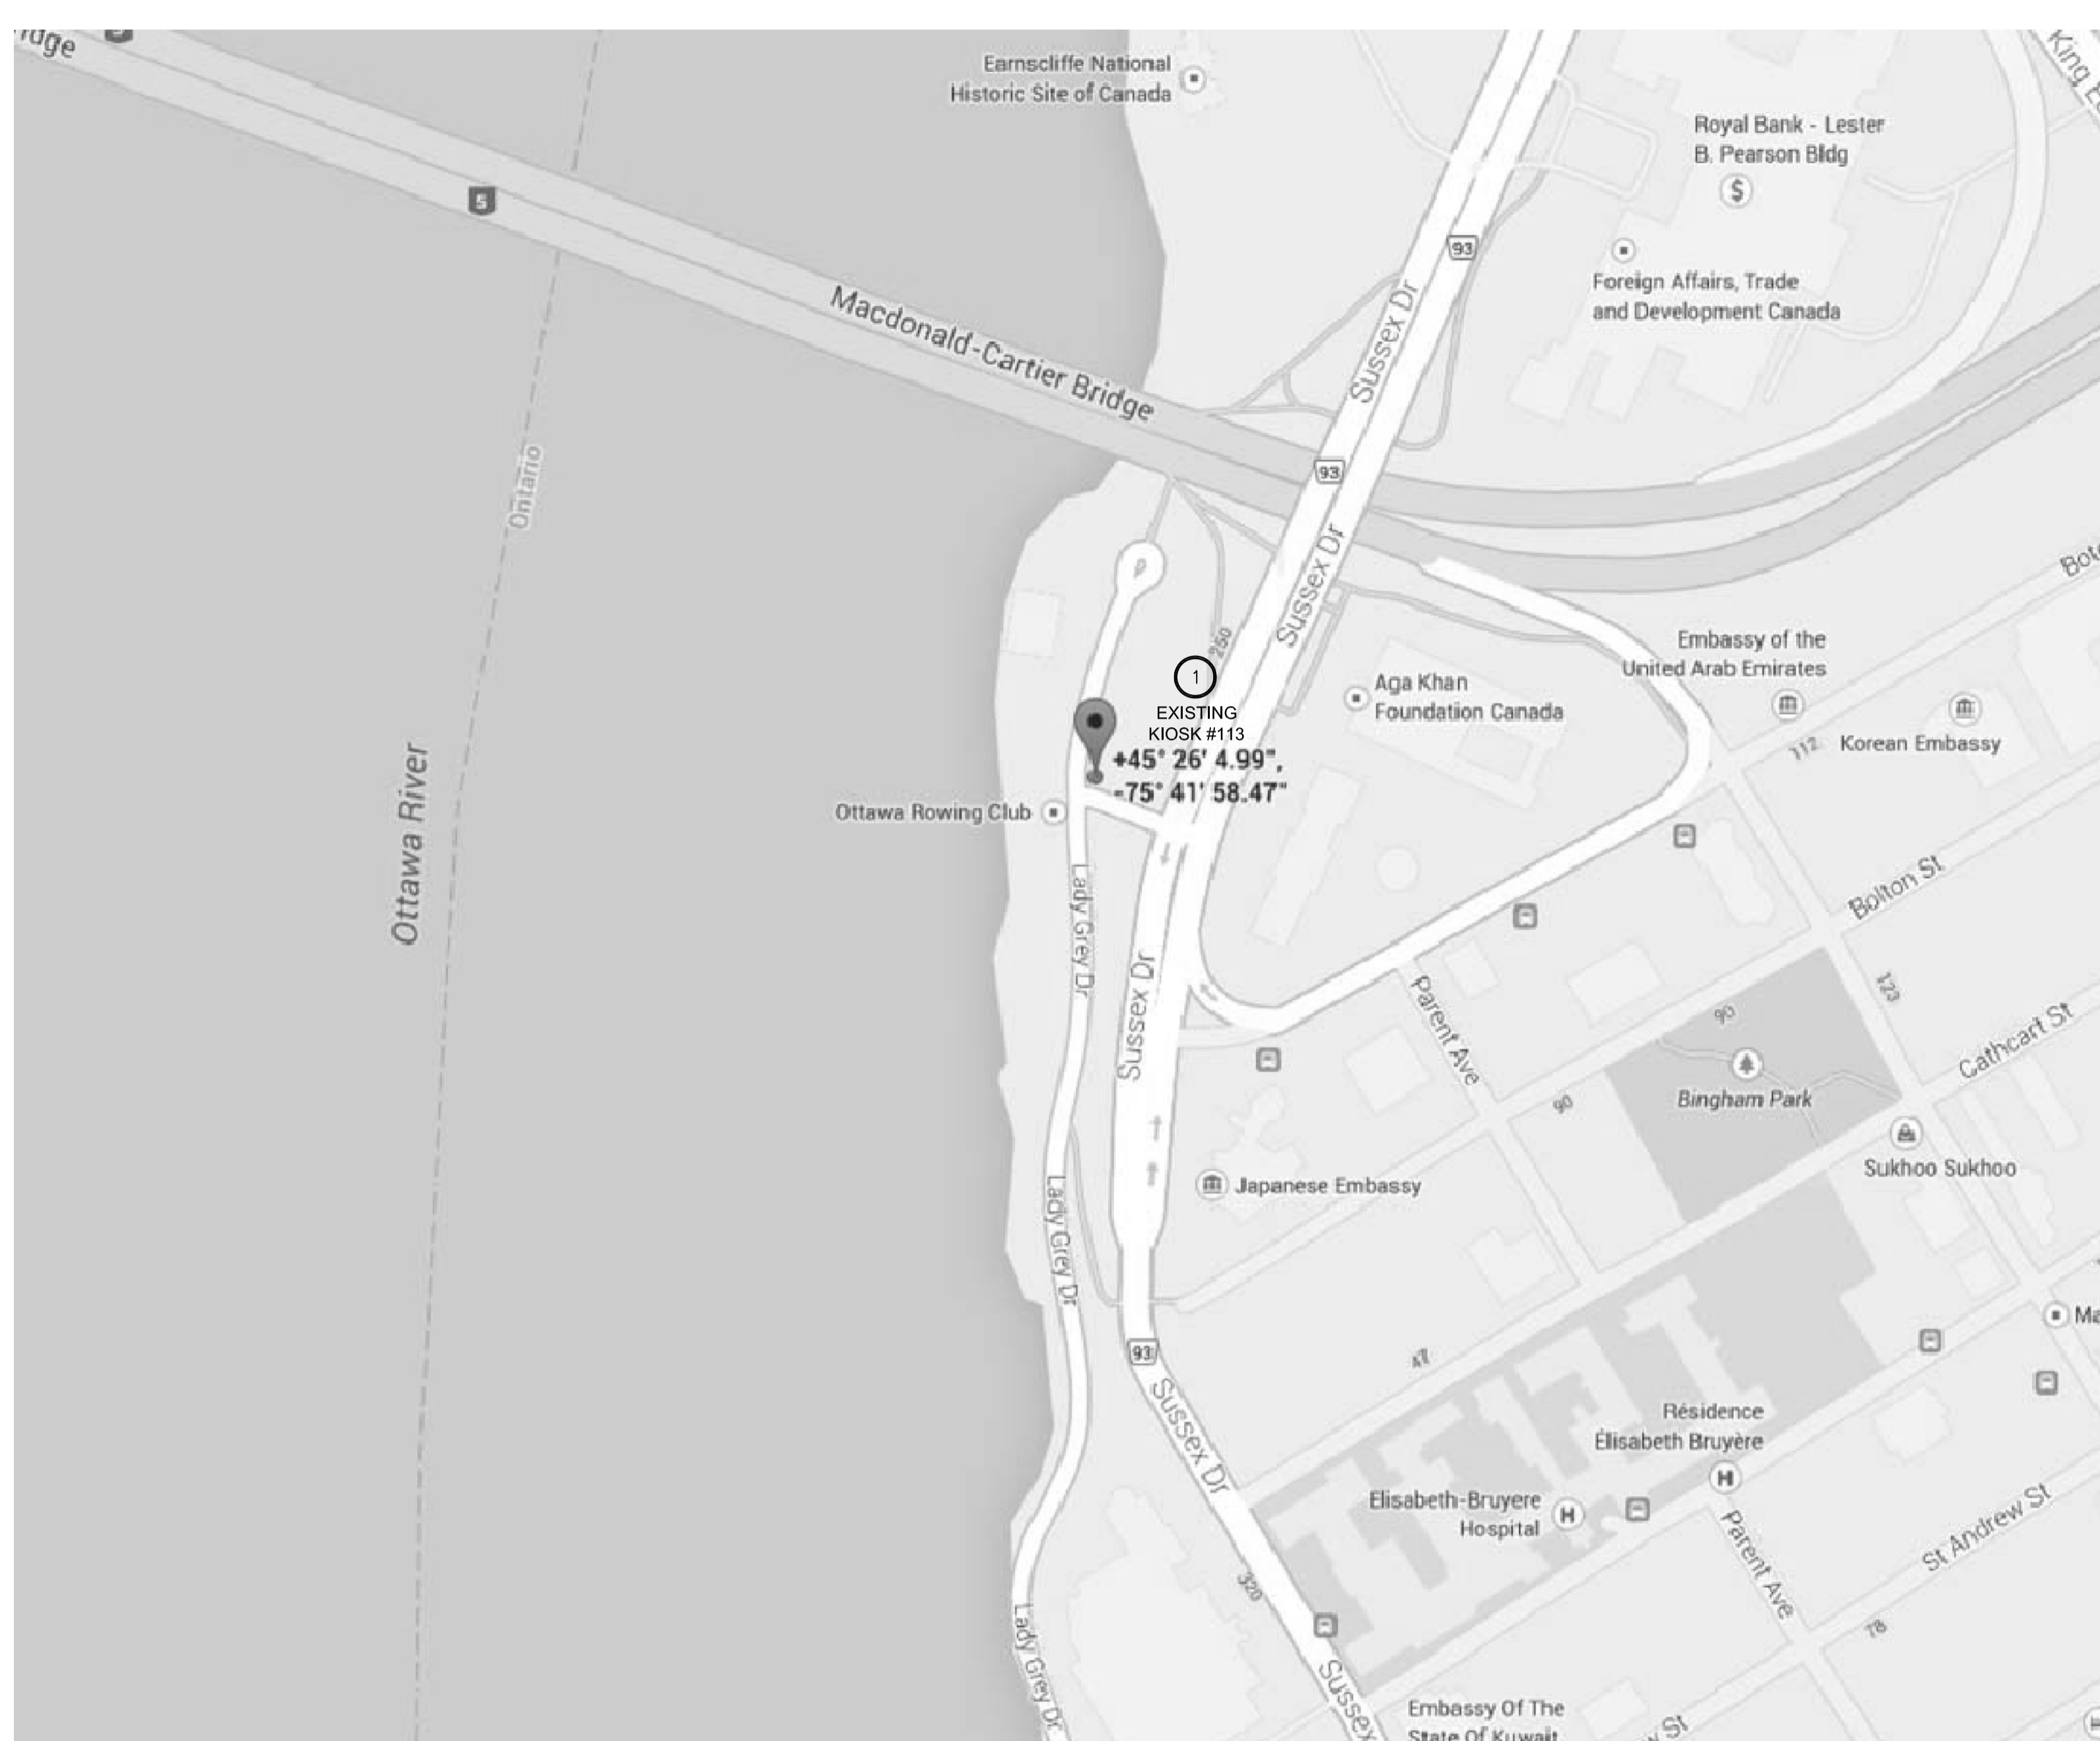 5
Earnscliffe National
Historic Site of Canada
Royal Bank - Lester
B. Pearson Bldg
$
93
Foreign Affairs, Trade
and Development Canada
Macdonald-Cartier Bridge
Sussex Dr
93
Ontario
Sussex Dr
250
Embassy of the
United Arab Emirates
1
EXISTING
KIOSK #113
+45° 26' 4.99",
-75° 41' 58.47"
Aga Khan
Foundation Canada
112
Korean Embassy
Ottawa River
Ottawa Rowing Club
Lady Grey Dr
Bolton St
Sussex Dr
Parent Ave
123
90
Cathcart St
90
Bingham Park
Sukhoo Sukhoo
Japanese Embassy
Lady Grey Dr
93
47
Sussex Dr
Résidence
Élisabeth Bruyère
H
Elisabeth-Bruyere
Hospital
H
Parent Ave
St Andrew St
320
78
Lady Grey Dr
Sussex
Embassy Of The
State Of Kuwait
St